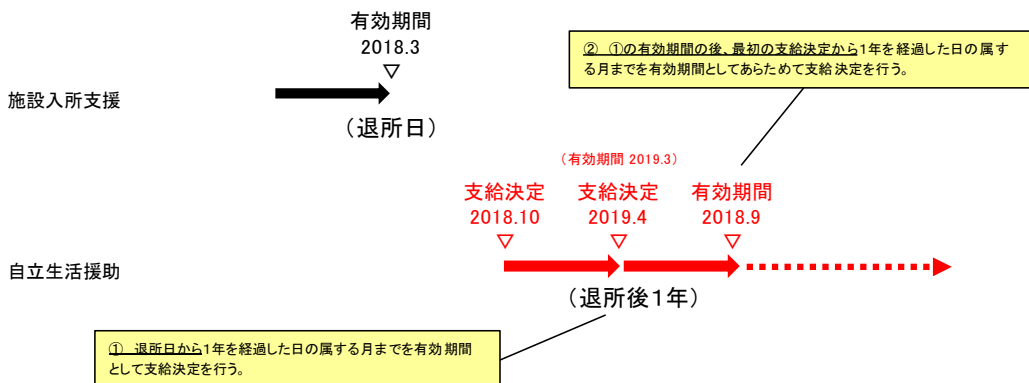 有効期間
2018.3
▽
② ①の有効期間の後、最初の支給決定から1年を経過した日の属す
る月までを有効期間としてあらためて支給決定を行う。
施設入所支援
（退所日）
（有効期間 2019.3）
支給決定 支給決定 有効期間
2018.10 2019.4 2018.9
▽ ▽ ▽
自立生活援助
（退所後１年）
① 退所日から1年を経過した日の属する月までを有効期間
として支給決定を行う。